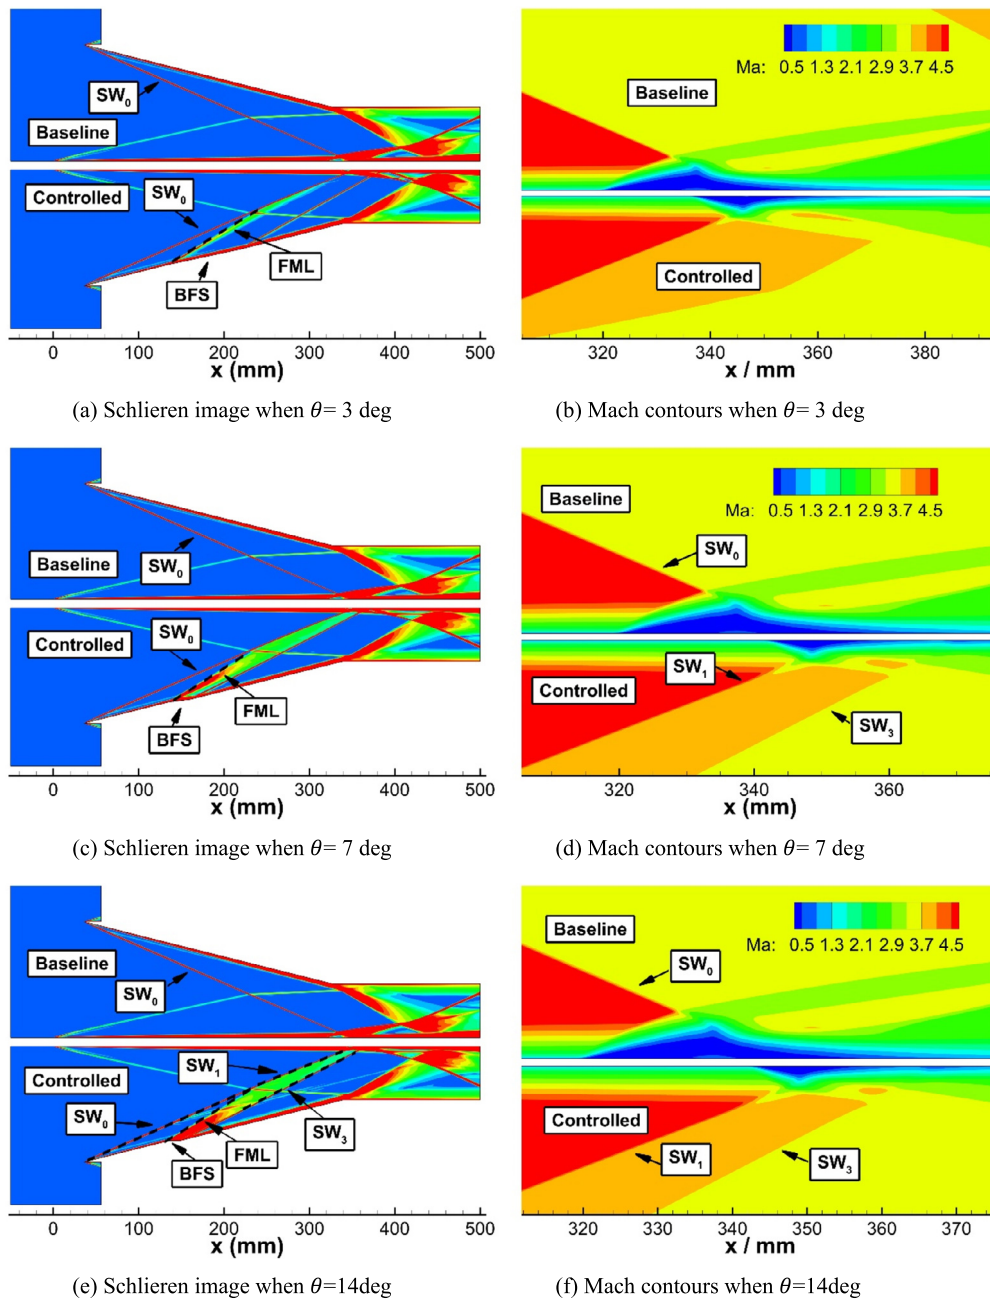 SW0
Baseline
Controlled
SW0
FML
BFS
0 100 200 300 400 500
x (mm)
(a) Schlieren image when θ= 3 deg
Ma: 0.5 1.3 2.1 2.9 3.7 4.5
Baseline
Controlled
320 340 360 380
x / mm
(b) Mach contours when θ= 3 deg
Baseline
SW0
SW0
Controlled
FML
BFS
0 100 200 300 400 500
x (mm)
(c) Schlieren image when θ= 7 deg
Baseline
Ma: 0.5 1.3 2.1 2.9 3.7 4.5
SW0
SW1
Controlled
SW3
320 340 360
x (mm)
(d) Mach contours when θ= 7 deg
Baseline
SW0
SW1
Controlled
SW0
SW3
FML
BFS
0 100 200 300 400 500
x (mm)
(e) Schlieren image when θ=14deg
Baseline
Ma: 0.5 1.3 2.1 2.9 3.7 4.5
SW0
Controlled
SW1
SW3
320 330 340 350 360 370
x / mm
(f) Mach contours when θ=14deg